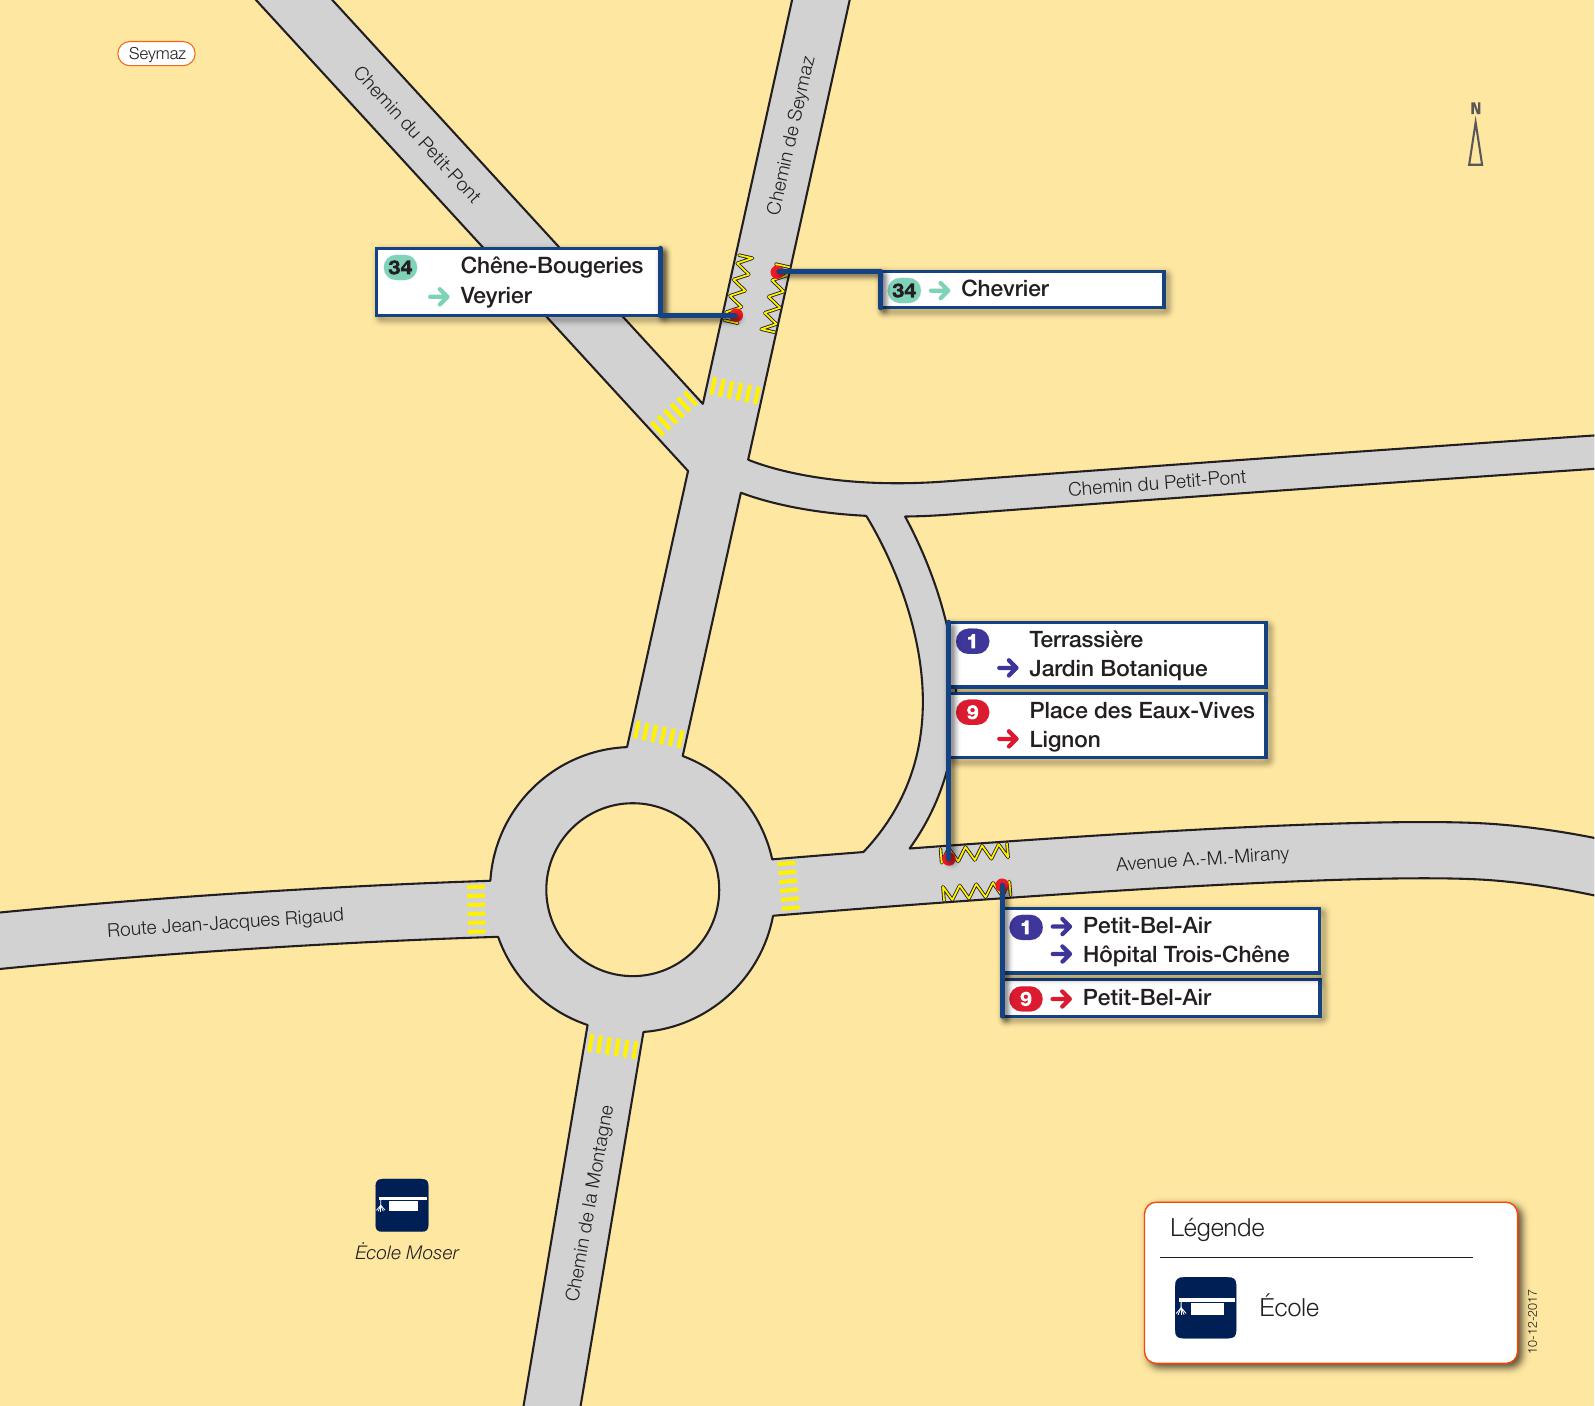 Seymaz
Chemin du Petit-Pont
Chemin de Seymaz
N
34 Chêne-Bougeries
→ Veyrier
34 → Chevrier
Chemin du Petit-Pont
1 Terrassière
→ Jardin Botanique
9 Place des Eaux-Vives
→ Lignon
Avenue A.-M.-Mirany
Route Jean-Jacques Rigaud
1 → Petit-Bel-Air
→ Hôpital Trois-Chêne
9 → Petit-Bel-Air
Chemin de la Montagne
École Moser
Légende
École
10-12-2017